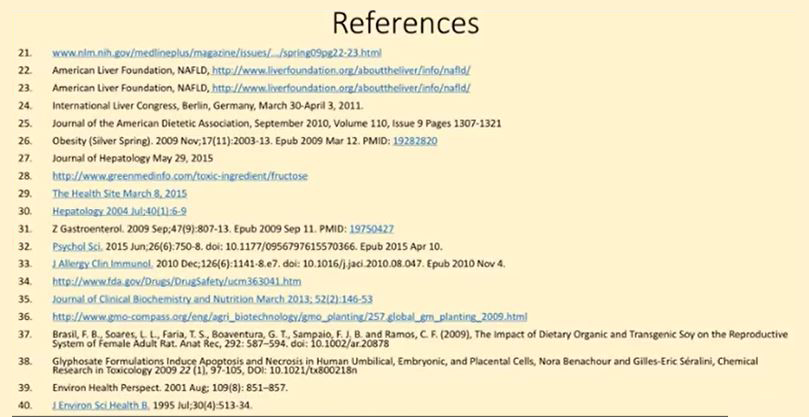 References
21. www.nlm.nih.gov/medlineplus/magazine/issues/.../spring09pg22-23.html
22. American Liver Foundation, NAFLD, http://www.liverfoundation.org/abouttheliver/info/nafld/
23. American Liver Foundation, NAFLD, http://www.liverfoundation.org/abouttheliver/info/nafld/
24. International Liver Congress, Berlin, Germany, March 30-April 3, 2011.
25. Journal of the American Dietetic Association, September 2010, Volume 110, Issue 9 Pages 1307-1321
26. Obesity (Silver Spring). 2009 Nov;17(11):2003-13. Epub 2009 Mar 12. PMID: 19282820
27. Journal of Hepatology May 29, 2015
28. http://www.greenmedinfo.com/toxic-ingredient/fructose
29. The Health Site March 8, 2015
30. Hepatology 2004 Jul;40(1):6-9
31. Z Gastroenterol. 2009 Sep;47(9):807-13. Epub 2009 Sep 11. PMID: 19750427
32. Psychol Sci. 2015 Jun;26(6):750-8. doi: 10.1177/0956797615570366. Epub 2015 Apr 10.
33. J Allergy Clin Immunol. 2010 Dec;126(6):1141-8.e7. doi: 10.1016/j.jaci.2010.08.047. Epub 2010 Nov 4.
34. http://www.fda.gov/Drugs/DrugSafety/ucm363041.htm
35. Journal of Clinical Biochemistry and Nutrition March 2013; 52(2):146-53
36. http://www.gmo-compass.org/eng/agri_biotechnology/gmo_planting/257.global_gm_planting_2009.html
37. Brasil, F. B., Soares, L. L., Faria, T. S., Boaventura, G. T., Sampaio, F. J. B. and Ramos, C. F. (2009), The Impact of Dietary Organic and Transgenic Soy on the Reproductive
System of Female Adult Rat. Anat Rec, 292: 587–594. doi: 10.1002/ar.20878
38. Glyphosate Formulations Induce Apoptosis and Necrosis in Human Umbilical, Embryonic, and Placental Cells, Nora Benachour and Gilles-Eric Séralini, Chemical
Research in Toxicology 2009 22 (1), 97-105, DOI: 10.1021/tx800218n
39. Environ Health Perspect. 2001 Aug; 109(8): 851–857.
40. J Environ Sci Health B. 1995 Jul;30(4):513-34.